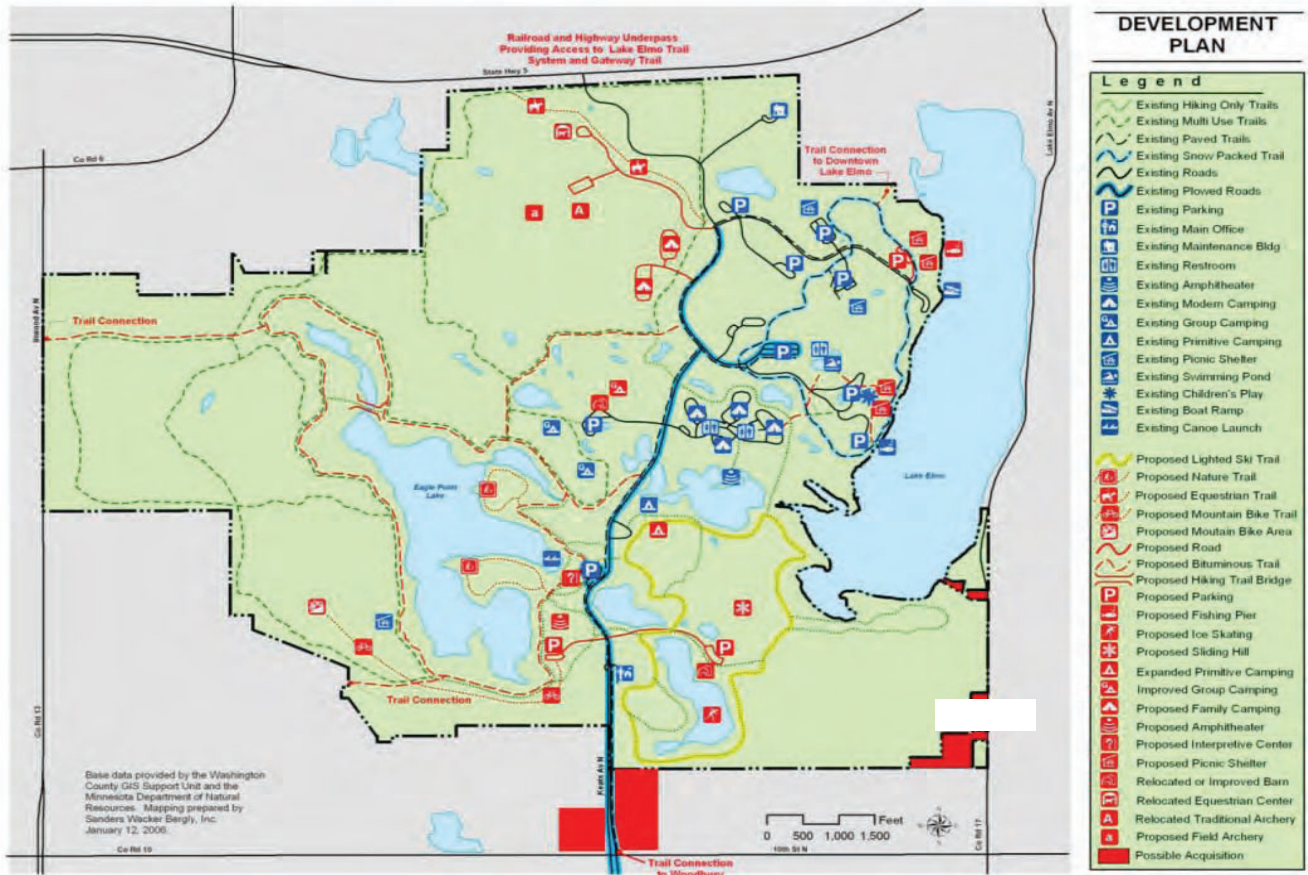 Railroad and Highway Underpass
Providing Access to Lake Elmo Trail
System and Gateway Trail
State Hwy 5
Co Rd 6
Lake Elmo Av N
Trail Connection
to Downtown
Lake Elmo
Inwood Av N
Trail Connection
Eagle Point
Lake
Lake Elmo
Trail Connection
Co Rd 13
Keats Av N
Base data provided by the Washington
County GIS Support Unit and the
Minnesota Department of Natural
Resources. Mapping prepared by
Sanders Wacker Bergly, Inc.
January 12, 2006.
Feet
0 500 1,000 1,500
Co Rd 17
Co Rd 10
10th St N
Trail Connection
to Woodbury
DEVELOPMENT
PLAN
Legend
Existing Hiking Only Trails
Existing Multi Use Trails
Existing Paved Trails
Existing Snow Packed Trail
Existing Roads
Existing Plowed Roads
P Existing Parking
Existing Main Office
Existing Maintenance Bldg
Existing Restroom
Existing Amphitheater
Existing Modern Camping
G Existing Group Camping
Existing Primitive Camping
Existing Picnic Shelter
Existing Swimming Pond
Existing Children's Play
Existing Boat Ramp
Existing Canoe Launch
Proposed Lighted Ski Trail
Proposed Nature Trail
Proposed Equestrian Trail
Proposed Mountain Bike Trail
Proposed Moutain Bike Area
Proposed Road
Proposed Bituminous Trail
Proposed Hiking Trail Bridge
P Proposed Parking
Proposed Fishing Pier
Proposed Ice Skating
Proposed Sliding Hill
Expanded Primitive Camping
G Improved Group Camping
Proposed Family Camping
Proposed Amphitheater
? Proposed Interpretive Center
Proposed Picnic Shelter
Relocated or Improved Barn
Relocated Equestrian Center
A Relocated Traditional Archery
a Proposed Field Archery
Possible Acquisition